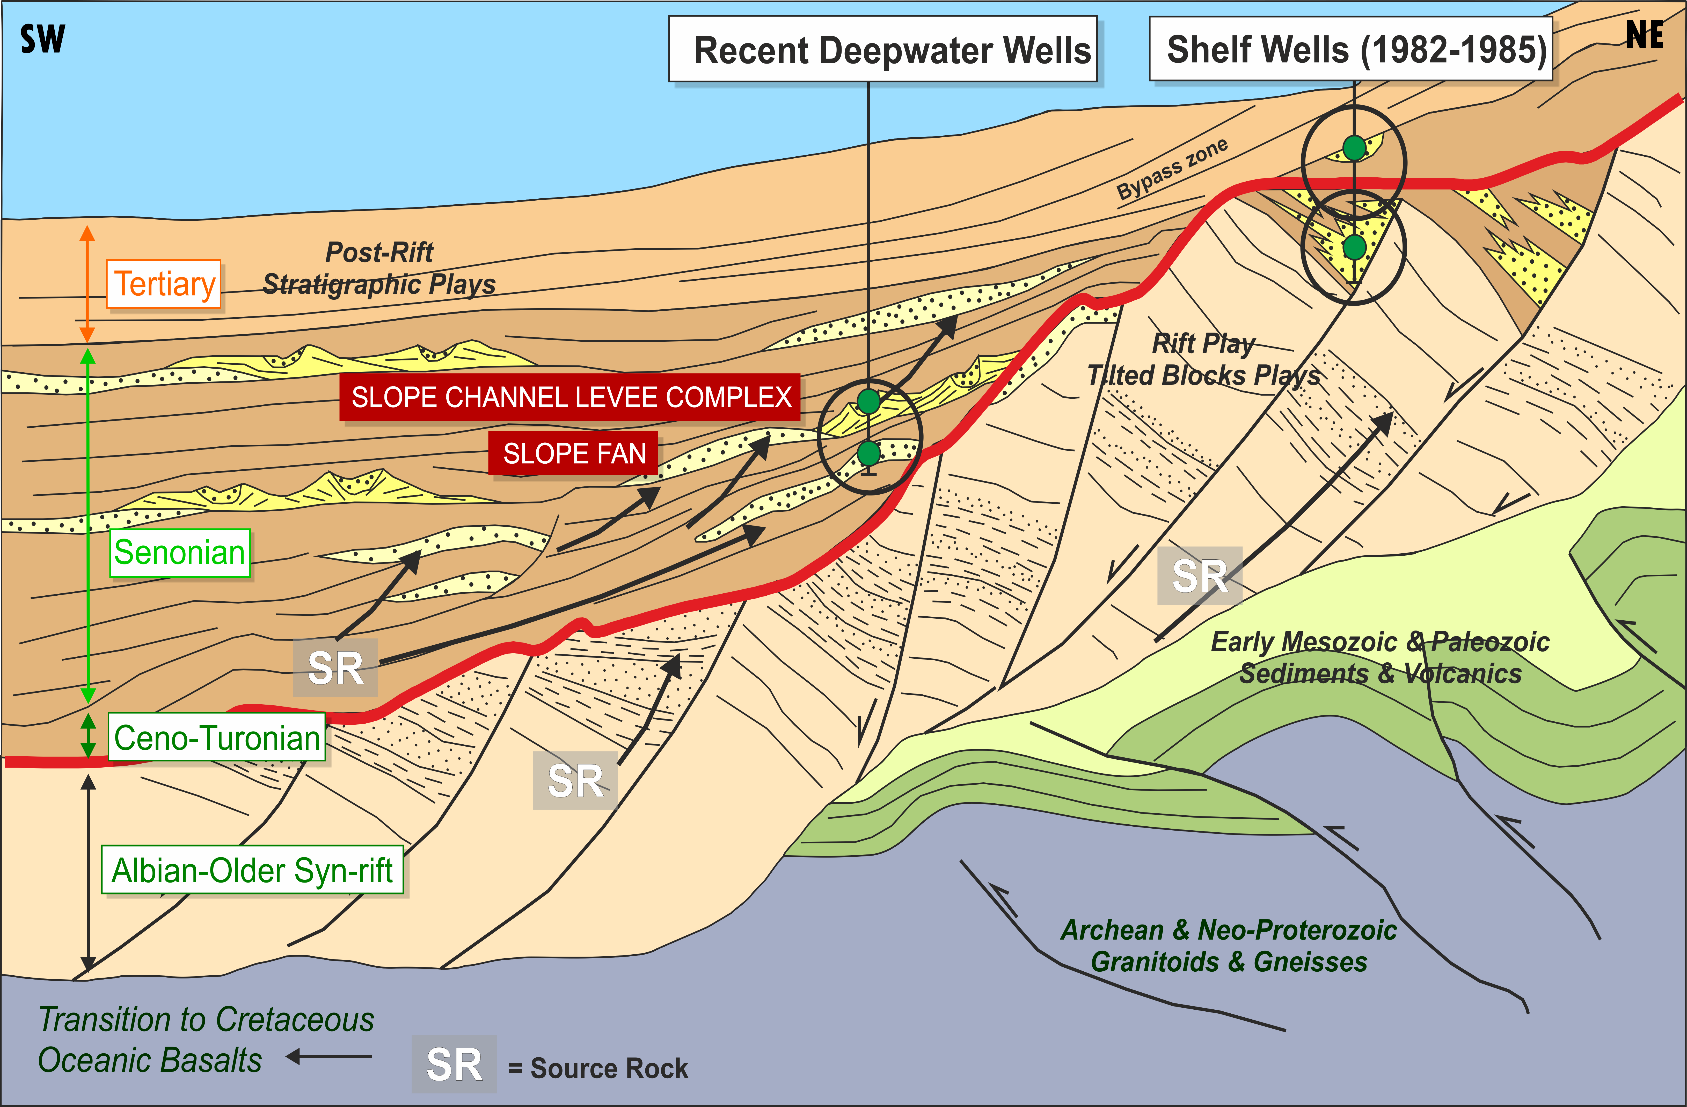 SW
Recent Deepwater Wells
Shelf Wells (1982-1985)
NE
Bypass zone
Post-Rift
Stratigraphic Plays
Tertiary
Rift Play
Tilted Blocks Plays
SLOPE CHANNEL LEVEE COMPLEX
SLOPE FAN
Senonian
SR
SR
Early Mesozoic & Paleozoic
Sediments & Volcanics
Ceno-Turonian
SR
Albian-Older Syn-rift
Archean & Neo-Proterozoic
Granitoids & Gneisses
Transition to Cretaceous
Oceanic Basalts
SR = Source Rock